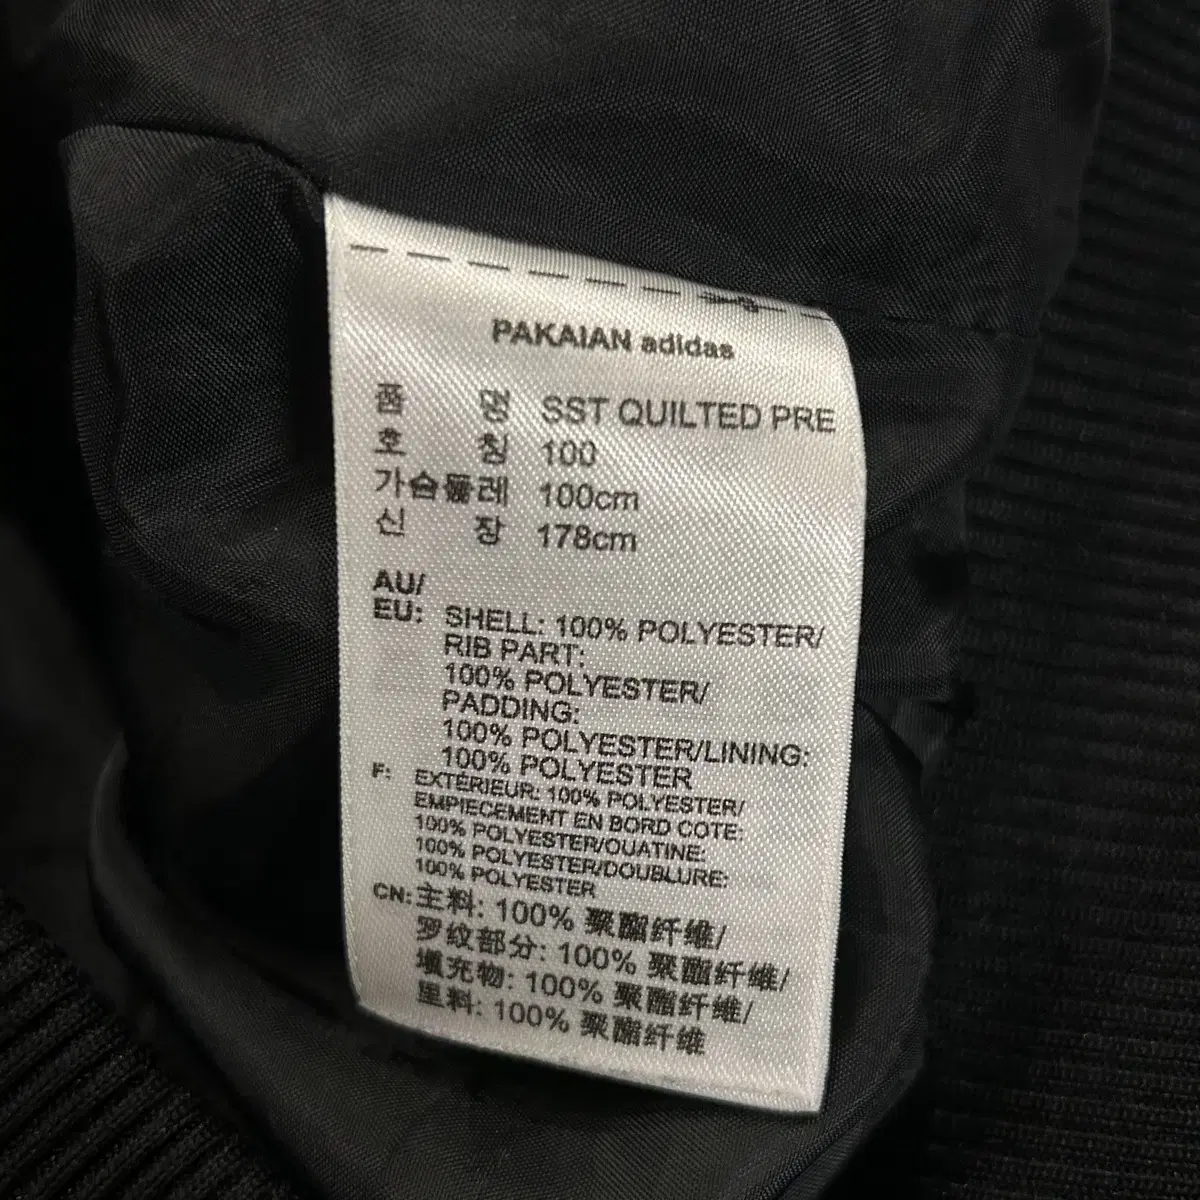 PAKAIAN adidas
품 명 SST QUILTED PRE
호 칭 100
가슴둘레 100cm
신 장 178cm
AU/
EU: SHELL: 100% POLYESTER/
RIB PART:
100% POLYESTER/
PADDING:
100% POLYESTER/LINING:
100% POLYESTER
F: EXTÉRIEUR: 100% POLYESTER/
EMPIECEMENT EN BORD COTE:
100% POLYESTER/OUATINE:
100% POLYESTER/DOUBLURE:
100% POLYESTER
CN: 主料: 100% 聚酯纤维/
罗纹部分: 100% 聚酯纤维/
填充物: 100% 聚酯纤维/
里料: 100% 聚酯纤维